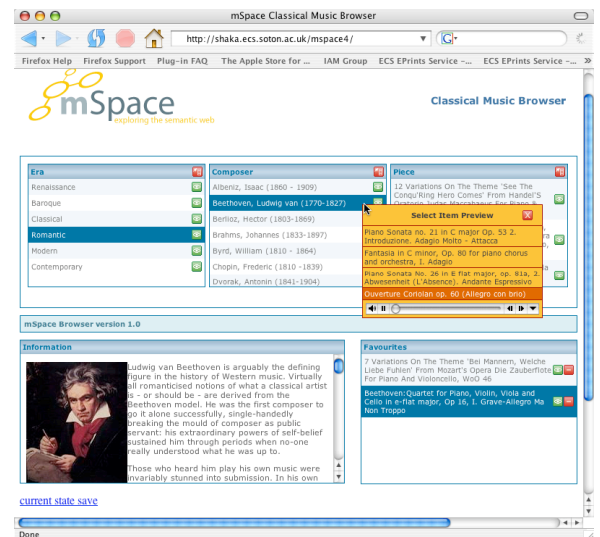 mSpace Classical Music Browser
http://shaka.ecs.soton.ac.uk/mspace4/
G
Firefox Help Firefox Support Plug-in FAQ The Apple Store for ... IAM Group ECS EPrints Service -... ECS EPrints Service -... »
mSpace
exploring the semantic web
Classical Music Browser
Era
Renaissance
Baroque
Classical
Romantic
Modern
Contemporary
Composer
Albeniz, Isaac (1860 - 1909)
Beethoven, Ludwig van (1770-1827)
Berlioz, Hector (1803-1869)
Brahms, Johannes (1833-1897)
Byrd, William (1810 - 1864)
Chopin, Frederic (1810 -1839)
Dvorak, Antonin (1841-1904)
Piece
12 Variations On The Theme 'See The
Conqu'Ring Hero Comes' From Handel'S
Select Item Preview
Piano Sonata no. 21 in C major Op. 53 2.
Introduzione. Adagio Molto - Attacca
Fantasia in C minor, Op. 80 for piano chorus
and orchestra, I. Adagio
Piano Sonata No. 26 in E flat major, op. 81a, 2.
Abwesenheit (L'Absence). Andante Espressivo
Ouverture Coriolan op. 60 (Allegro con brio)
mSpace Browser version 1.0
Information
Ludwig van Beethoven is arguably the defining
figure in the history of Western music. Virtually
all romanticised notions of what a classical artist
is - or should be - are derived from the
Beethoven model. He was the first composer to
go it alone successfully, single-handedly
breaking the mould of composer as public
servant: his extraordinary powers of self-belief
sustained him through periods when no-one
really understood what he was up to.
Those who heard him play his own music were
invariably stunned into submission. In his own
Favourites
7 Variations On The Theme 'Bei Mannern, Welche
Liebe Fuhlen' From Mozart's Opera Die Zauberflote
For Piano And Violoncello, WoO 46
Beethoven:Quartet for Piano, Violin, Viola and
Cello in e-flat major, Op 16, I. Grave-Allegro Ma
Non Troppo
current state save
Done